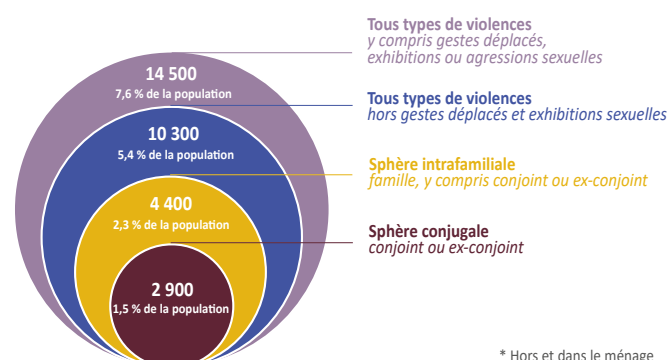 Tous types de violences
y compris gestes déplacés,
exhibitions ou agressions sexuelles
14 500
7,6 % de la population
Tous types de violences
hors gestes déplacés et exhibitions sexuelles
10 300
5,4 % de la population
Sphère intrafamiliale
famille, y compris conjoint ou ex-conjoint
4 400
2,3 % de la population
Sphère conjugale
conjoint ou ex-conjoint
2 900
1,5 % de la population
* Hors et dans le ménage